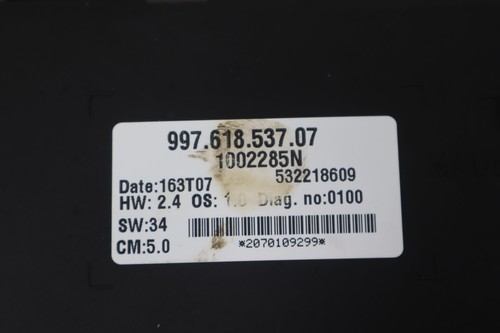 997.618.537.07
1002285N
Date:163T07 532218609
HW: 2.4 OS: 1.0 Diag. no:0100
SW:34
CM:5.0 *2070109299*